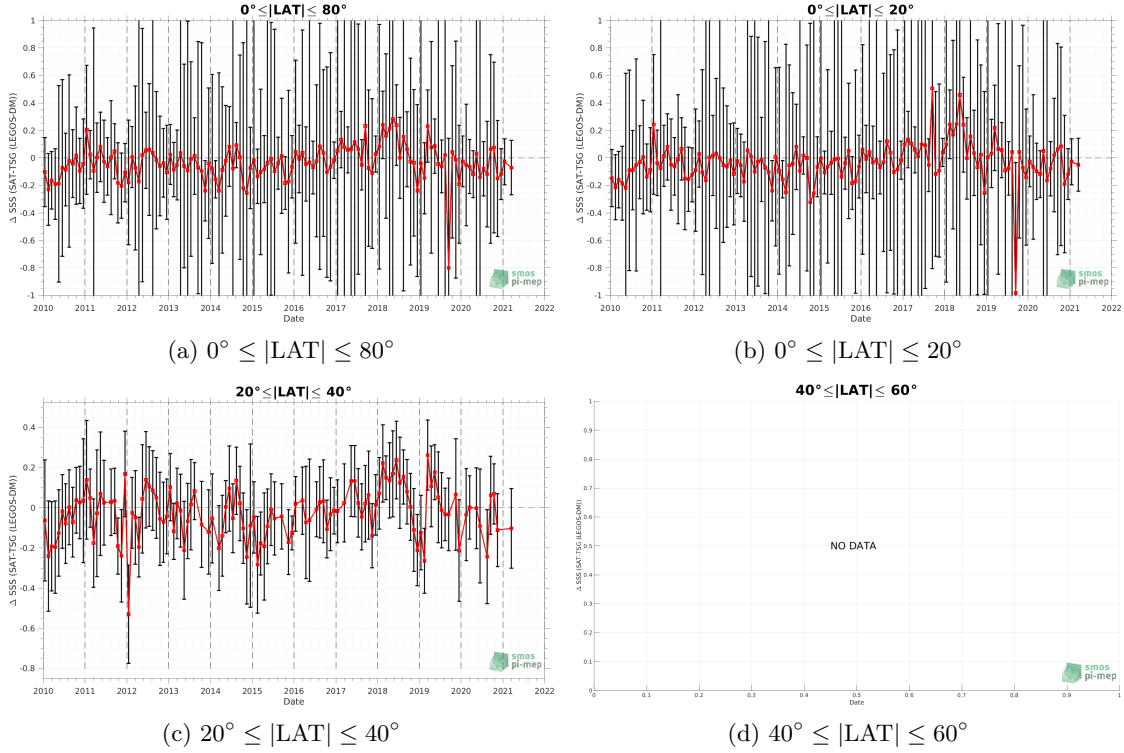 0°≤|LAT|≤ 80°
Δ SSS (SAT-TSG (LEGOS-DM))
1
0.8
0.6
0.4
0.2
0
-0.2
-0.4
-0.6
-0.8
-1
2010 2011 2012 2013 2014 2015 2016 2017 2018 2019 2020 2021 2022
Date
smos
pi-mep
(a) 0° ≤ |LAT| ≤ 80°
0°≤|LAT|≤ 20°
Δ SSS (SAT-TSG (LEGOS-DM))
1
0.8
0.6
0.4
0.2
0
-0.2
-0.4
-0.6
-0.8
-1
2010 2011 2012 2013 2014 2015 2016 2017 2018 2019 2020 2021 2022
Date
smos
pi-mep
(b) 0° ≤ |LAT| ≤ 20°
20°≤|LAT|≤ 40°
Δ SSS (SAT-TSG (LEGOS-DM))
0.4
0.2
0
-0.2
-0.4
-0.6
-0.8
2010 2011 2012 2013 2014 2015 2016 2017 2018 2019 2020 2021 2022
Date
smos
pi-mep
(c) 20° ≤ |LAT| ≤ 40°
40°≤|LAT|≤ 60°
Δ SSS (SAT-TSG (LEGOS-DM))
1
0.9
0.8
0.7
0.6
0.5
0.4
0.3
0.2
0.1
0
NO DATA
0 0.1 0.2 0.3 0.4 0.5 0.6 0.7 0.8 0.9 1
Date
smos
pi-mep
(d) 40° ≤ |LAT| ≤ 60°